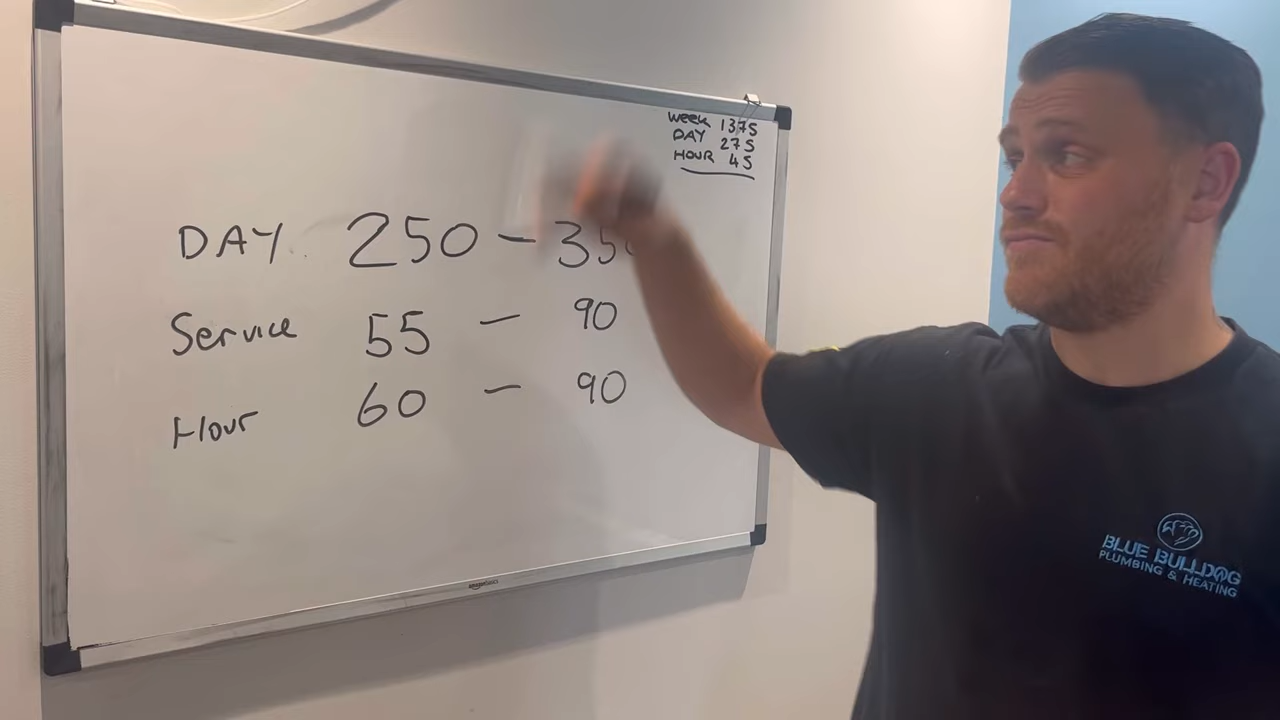 Week 1375
DAY 275
HOUR 45
DAY 250 - 350
Service 55 - 90
Hour 60 - 90
BLUE BULLDOG
PLUMBING & HEATING
amazonbasics